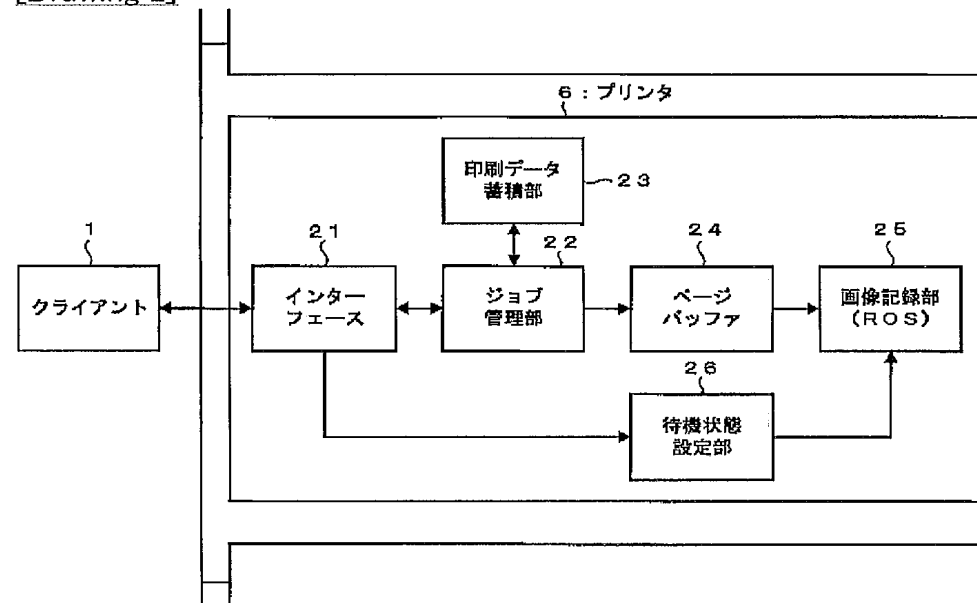 6：プリンタ
印刷データ
蓄積部
23
1
21
22
24
25
クライアント
インター
フェース
ジョブ
管理部
ページ
バッファ
画像記録部
(ROS)
26
待機状態
設定部